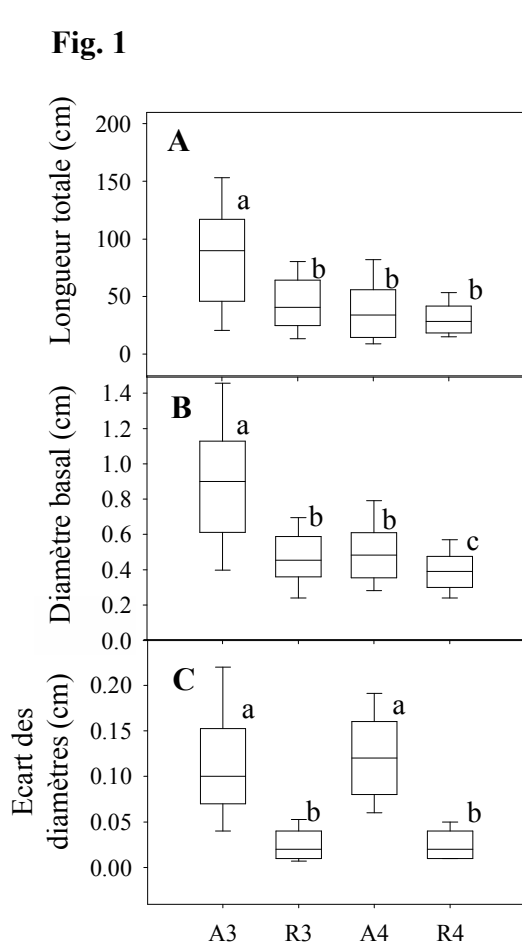 Fig. 1
Longueur totale (cm)
200
150
100
50
0
A
a
b
b
b
Diamètre basal (cm)
1.4
1.2
1.0
0.8
0.6
0.4
0.2
0.0
B
a
b
b
c
Ecart des
diamètres (cm)
0.20
0.15
0.10
0.05
0.00
C
a
b
a
b
A3 R3 A4 R4